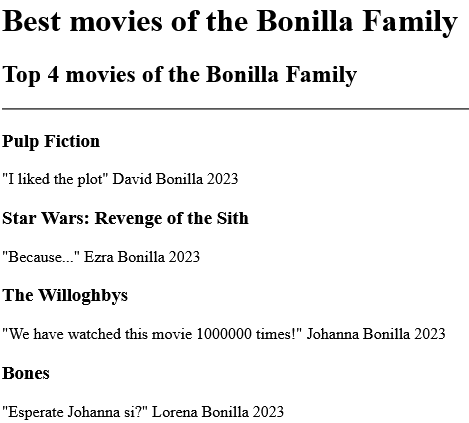 Best movies of the Bonilla Family
Top 4 movies of the Bonilla Family
Pulp Fiction
"I liked the plot" David Bonilla 2023
Star Wars: Revenge of the Sith
"Because..." Ezra Bonilla 2023
The Willoghbys
"We have watched this movie 1000000 times!" Johanna Bonilla 2023
Bones
"Esperate Johanna si?" Lorena Bonilla 2023